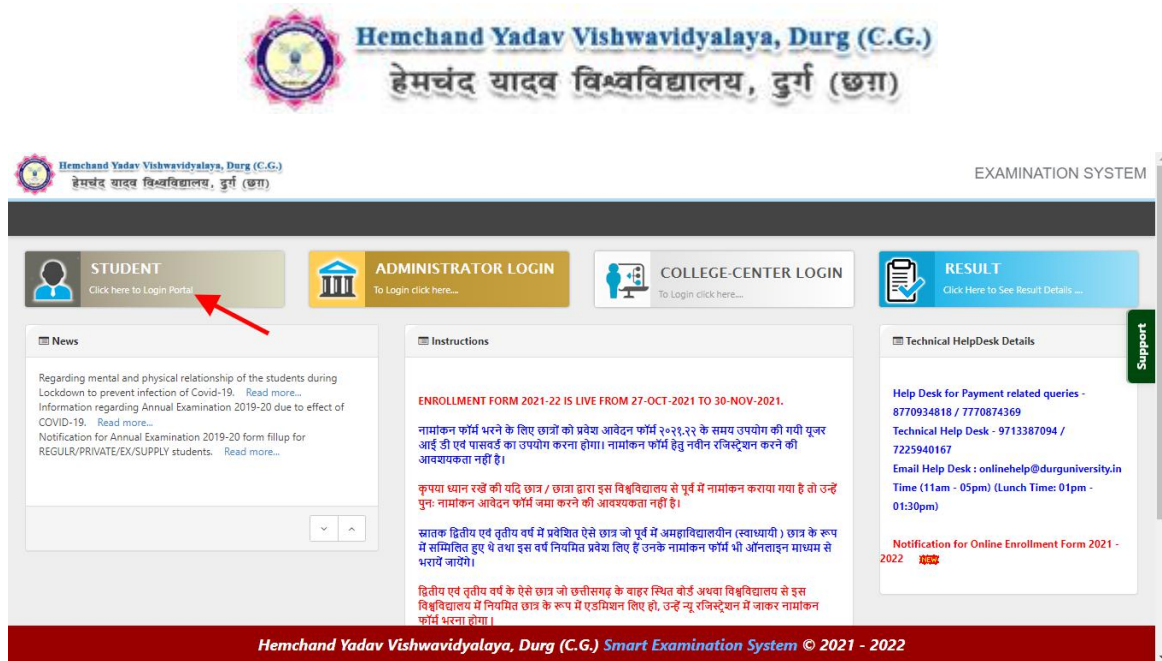 Hemchand Yadav Vishwavidyalaya, Durg (C.G.)
हेमचंद यादव विश्वविद्यालय, दुर्ग (छग़)
Hemchand Yadav Vishwavidyalaya, Durg (C.G.)
हेमचंद यादव विश्वविद्यालय, दुर्ग (छग़)
EXAMINATION SYSTEM
STUDENT
Click here to Login Portal
ADMINISTRATOR LOGIN
To Login click here....
COLLEGE-CENTER LOGIN
To Login click here....
RESULT
Click Here to See Result Details ....
Support
News
Regarding mental and physical relationship of the students during
Lockdown to prevent infection of Covid-19. Read more...
Information regarding Annual Examination 2019-20 due to effect of
COVID-19. Read more...
Notification for Annual Examination 2019-20 form fillup for
REGULR/PRIVATE/EX/SUPPLY students. Read more...
Instructions
ENROLLMENT FORM 2021-22 IS LIVE FROM 27-OCT-2021 TO 30-NOV-2021.
नामांकन फॉर्म भरने के लिए छात्रों को प्रवेश आवेदन फॉर्म २०२१.२२ के समय उपयोग की गयी यूजर
आई डी एवं पासवर्ड का उपयोग करना होगा। नामांकन फॉर्म हेतु नवीन रजिस्ट्रेशन करने की
आवशयकता नहीं है।
कृपया ध्यान रखें की यदि छात्र / छात्रा द्वारा इस विश्वविद्यालय से पूर्व में नामांकन कराया गया है तो उन्हें
पुनः नामांकन आवेदन फॉर्म जमा करने की आवशयकता नहीं है।
स्नातक द्वितीय एवं तृतीय वर्ष में प्रवेशित ऐसे छात्र जो पूर्व में अमहाविद्यालयीन (स्वाध्यायी ) छात्र के रूप
में सम्मिलित हुए थे तथा इस वर्ष नियमित प्रवेश लिए हैं उनके नामांकन फॉर्म भी ऑनलाइन माध्यम से
भरायें जायेंगे।
द्वितीय एवं तृतीय वर्ष के ऐसे छात्र जो छत्तीसगढ़ के बाहर स्थित बोर्ड अथवा विश्वविद्यालय से इस
विश्वविद्यालय में नियमित छात्र के रूप में एडमिशन लिए हो, उन्हें न्यू रजिस्ट्रेशन में जाकर नामांकन
फॉर्म भरना होगा।
Technical HelpDesk Details
Help Desk for Payment related queries -
8770934818 / 7770874369
Technical Help Desk - 9713387094 /
7225940167
Email Help Desk : onlinehelp@durguniversity.in
Time (11am - 05pm) (Lunch Time: 01pm -
01:30pm)
Notification for Online Enrollment Form 2021 -
2022 NEW
Hemchand Yadav Vishwavidyalaya, Durg (C.G.) Smart Examination System © 2021 - 2022